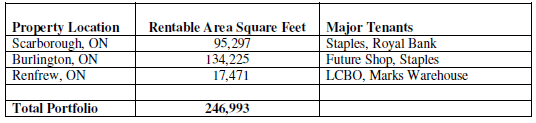 Property Location Rentable Area Square Feet Major Tenants
Scarborough, ON 95,297 Staples, Royal Bank
Burlington, ON 134,225 Future Shop, Staples
Renfrew, ON 17,471 LCBO, Marks Warehouse
Total Portfolio 246,993